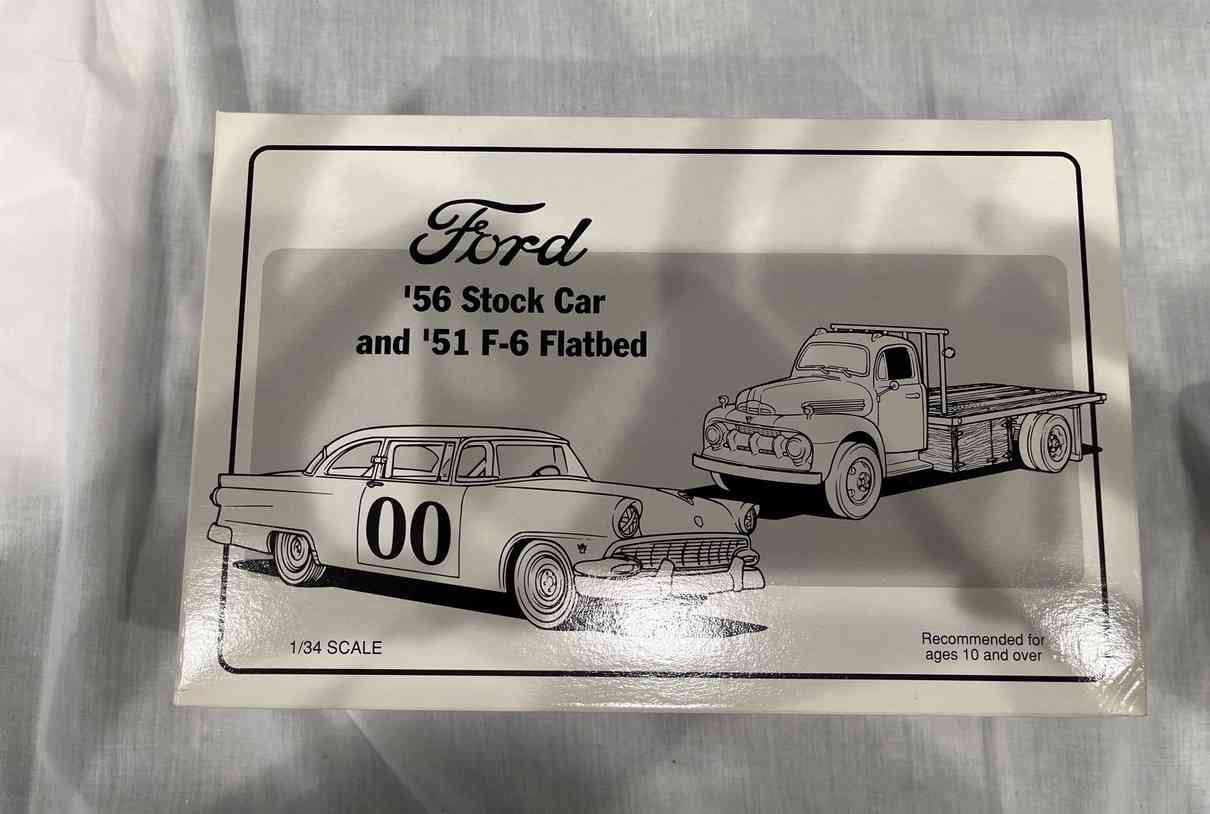 Ford
'56 Stock Car
and '51 F-6 Flatbed
00
1/34 SCALE
Recommended for
ages 10 and over